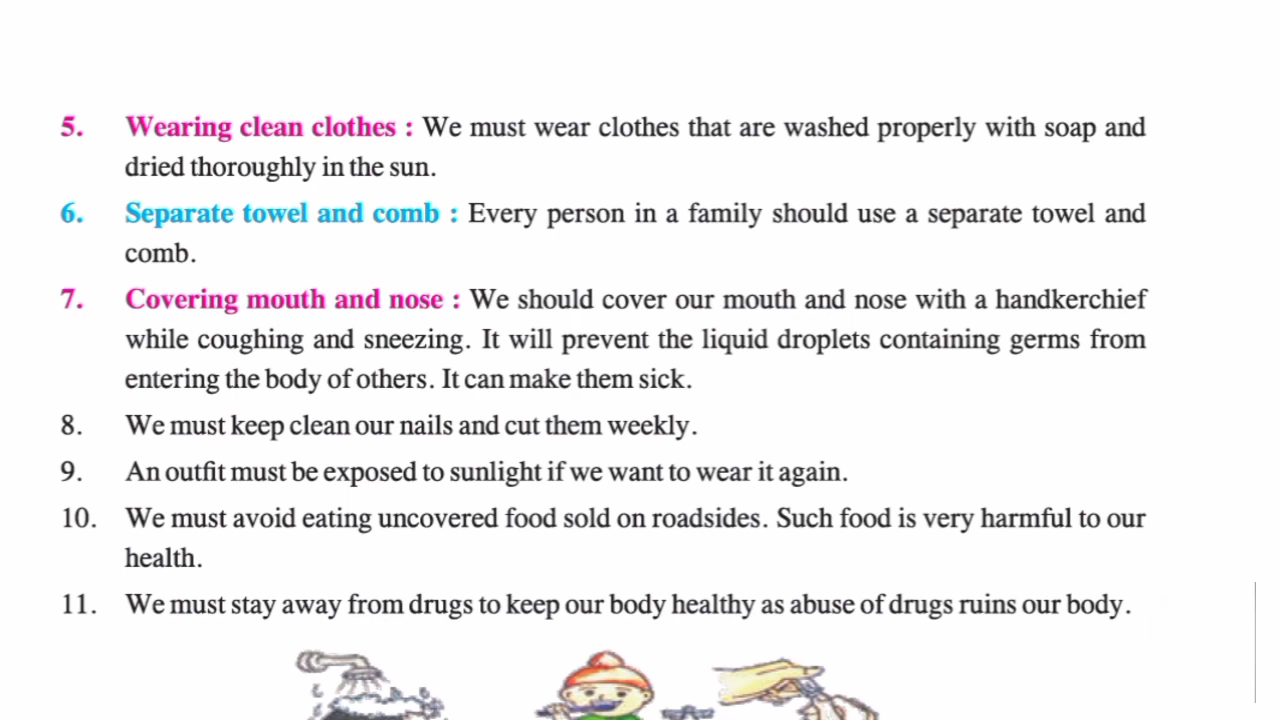 5. Wearing clean clothes : We must wear clothes that are washed properly with soap and
dried thoroughly in the sun.
6. Separate towel and comb : Every person in a family should use a separate towel and
comb.
7. Covering mouth and nose : We should cover our mouth and nose with a handkerchief
while coughing and sneezing. It will prevent the liquid droplets containing germs from
entering the body of others. It can make them sick.
8. We must keep clean our nails and cut them weekly.
9. An outfit must be exposed to sunlight if we want to wear it again.
10. We must avoid eating uncovered food sold on roadsides. Such food is very harmful to our
health.
11. We must stay away from drugs to keep our body healthy as abuse of drugs ruins our body.